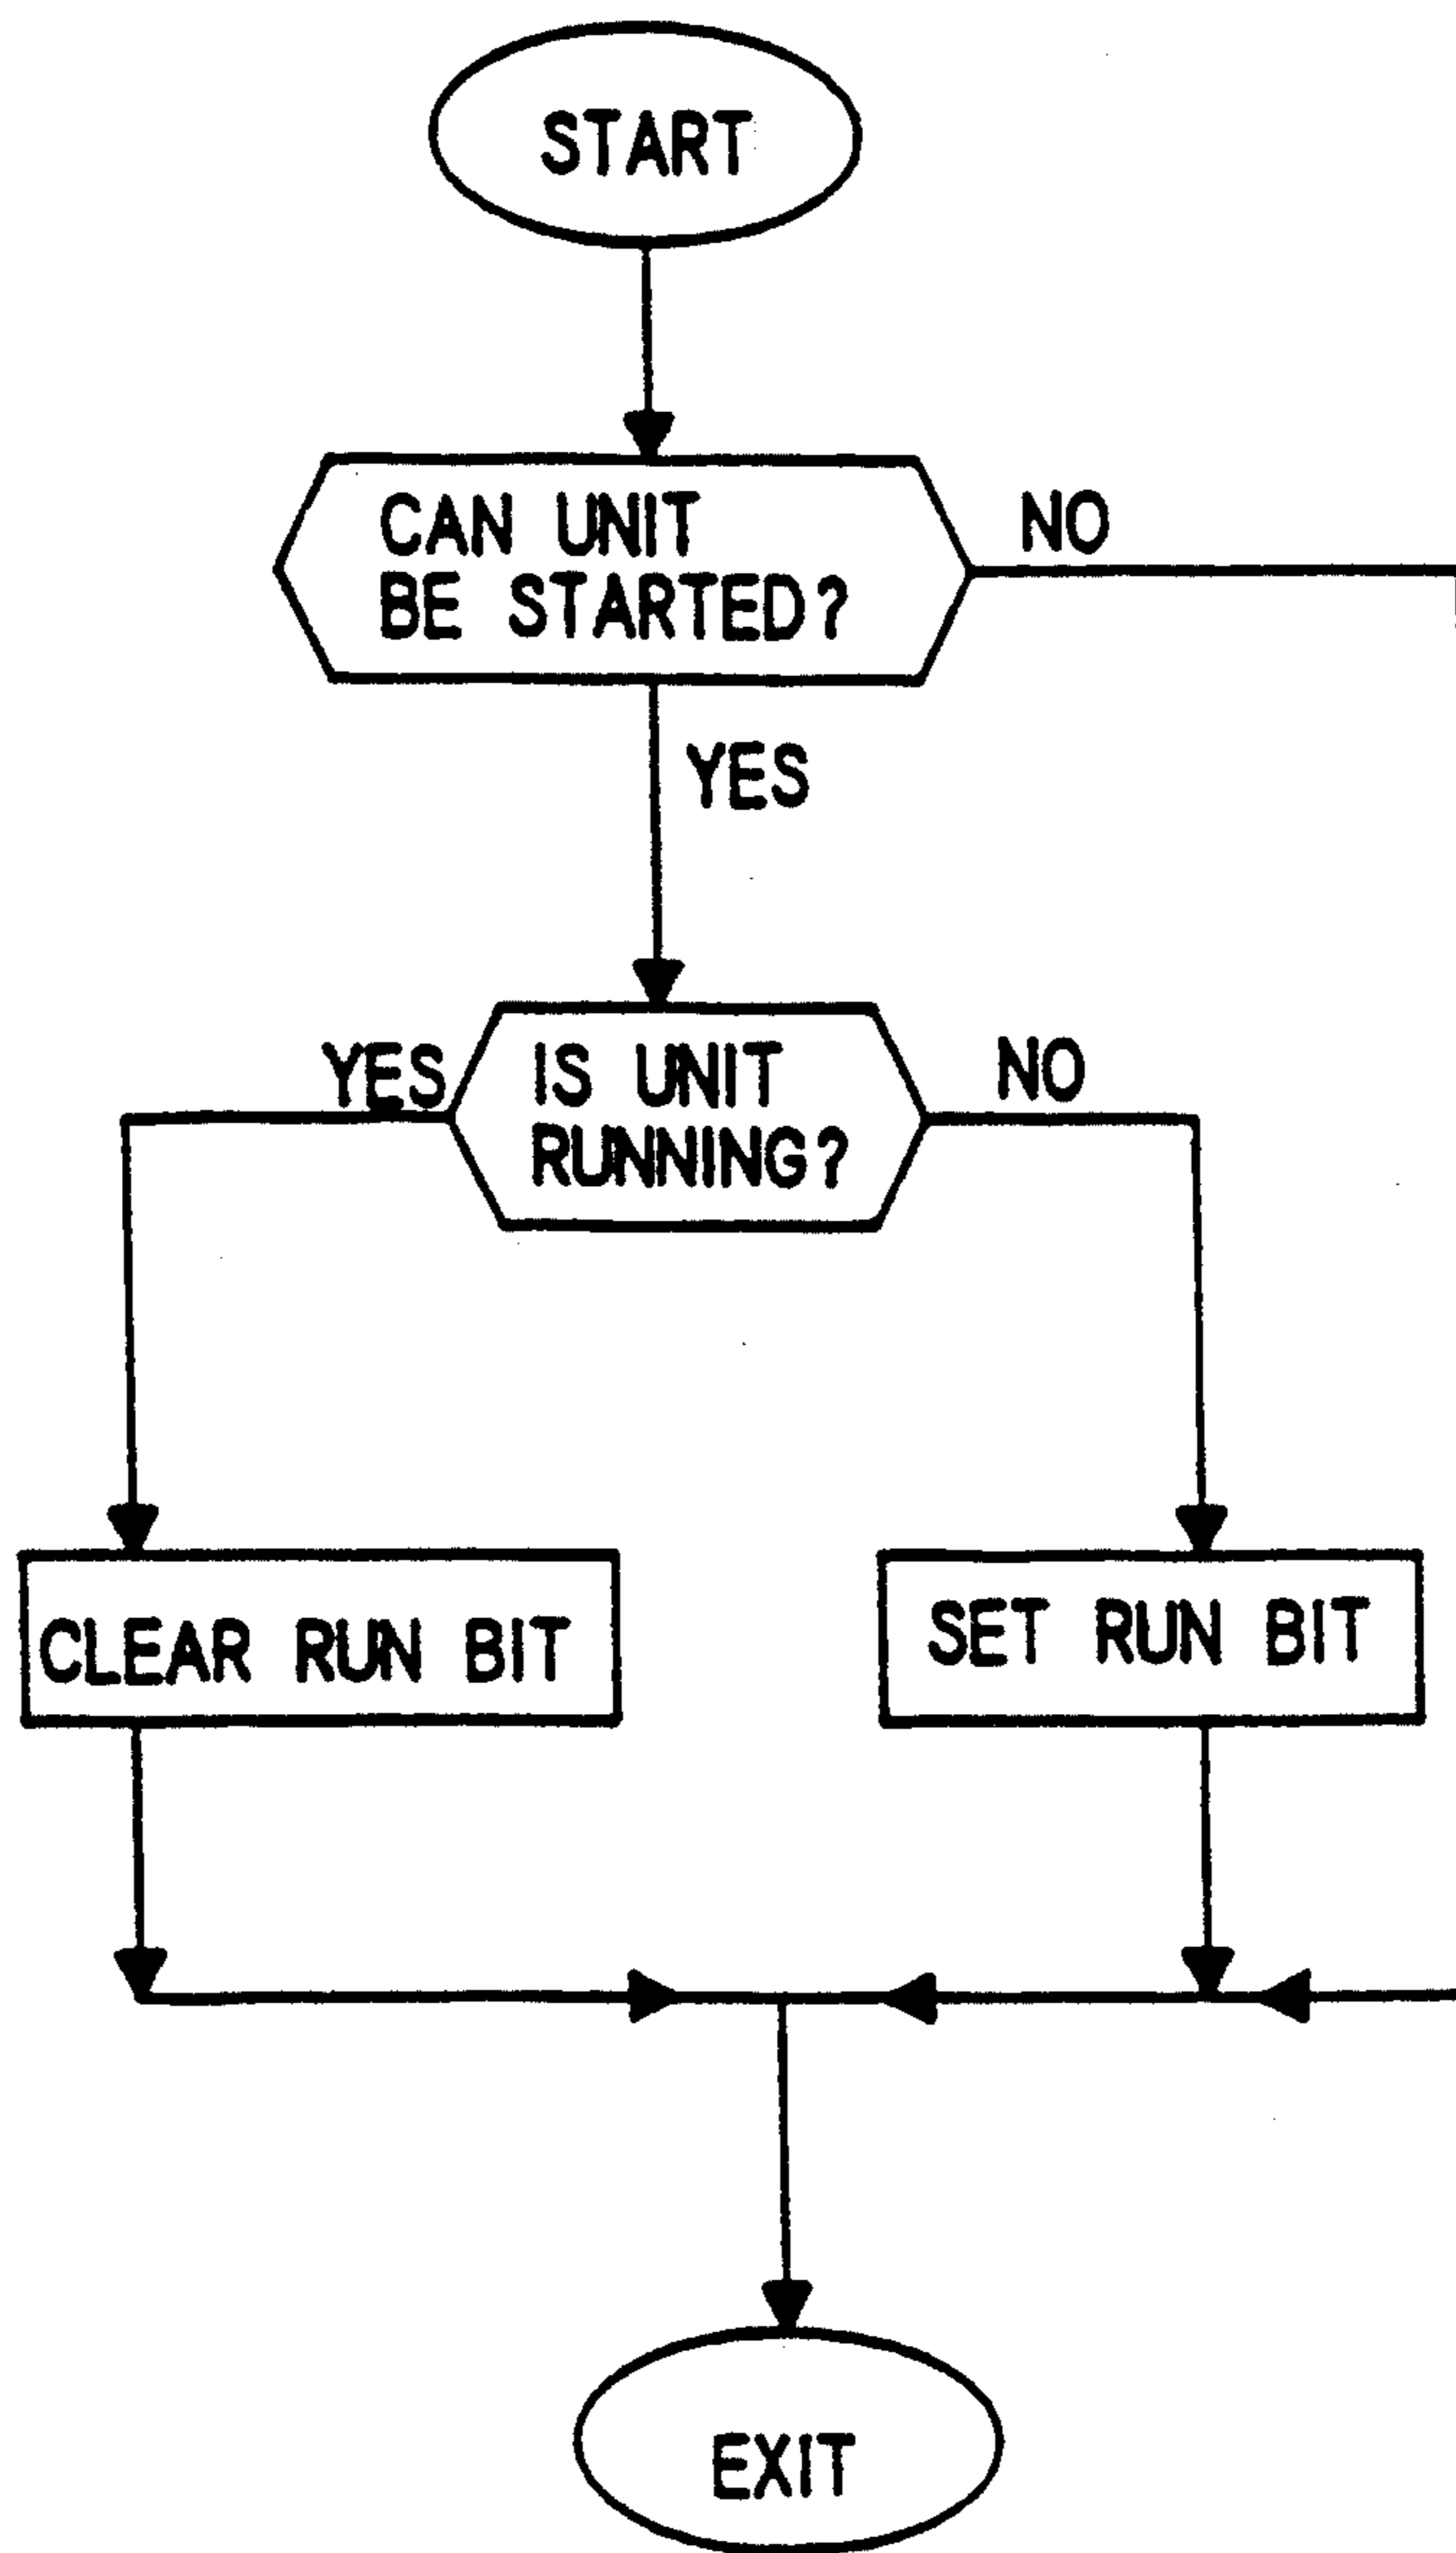 START
CAN UNIT
BE STARTED?
NO
YES
YES
IS UNIT
RUNNING?
NO
CLEAR RUN BIT
SET RUN BIT
EXIT